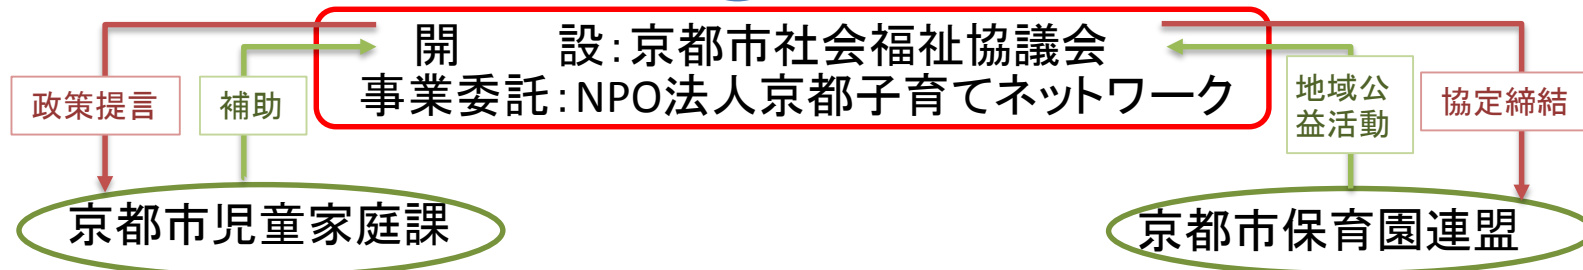 開　　設：京都市社会福祉協議会
事業委託：NPO法人京都子育てネットワーク
政策提言
補助
地域公
益活動
協定締結
京都市児童家庭課
京都市保育園連盟